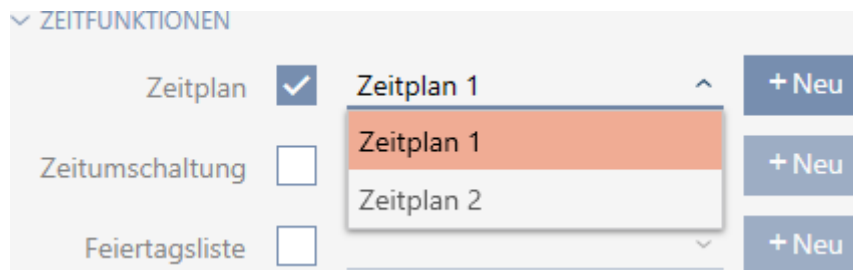 ZEITFUNKTIONEN
Zeitplan Zeitplan 1 + Neu
Zeitplan 1
Zeitumschaltung + Neu
Zeitplan 2
Feiertagsliste + Neu